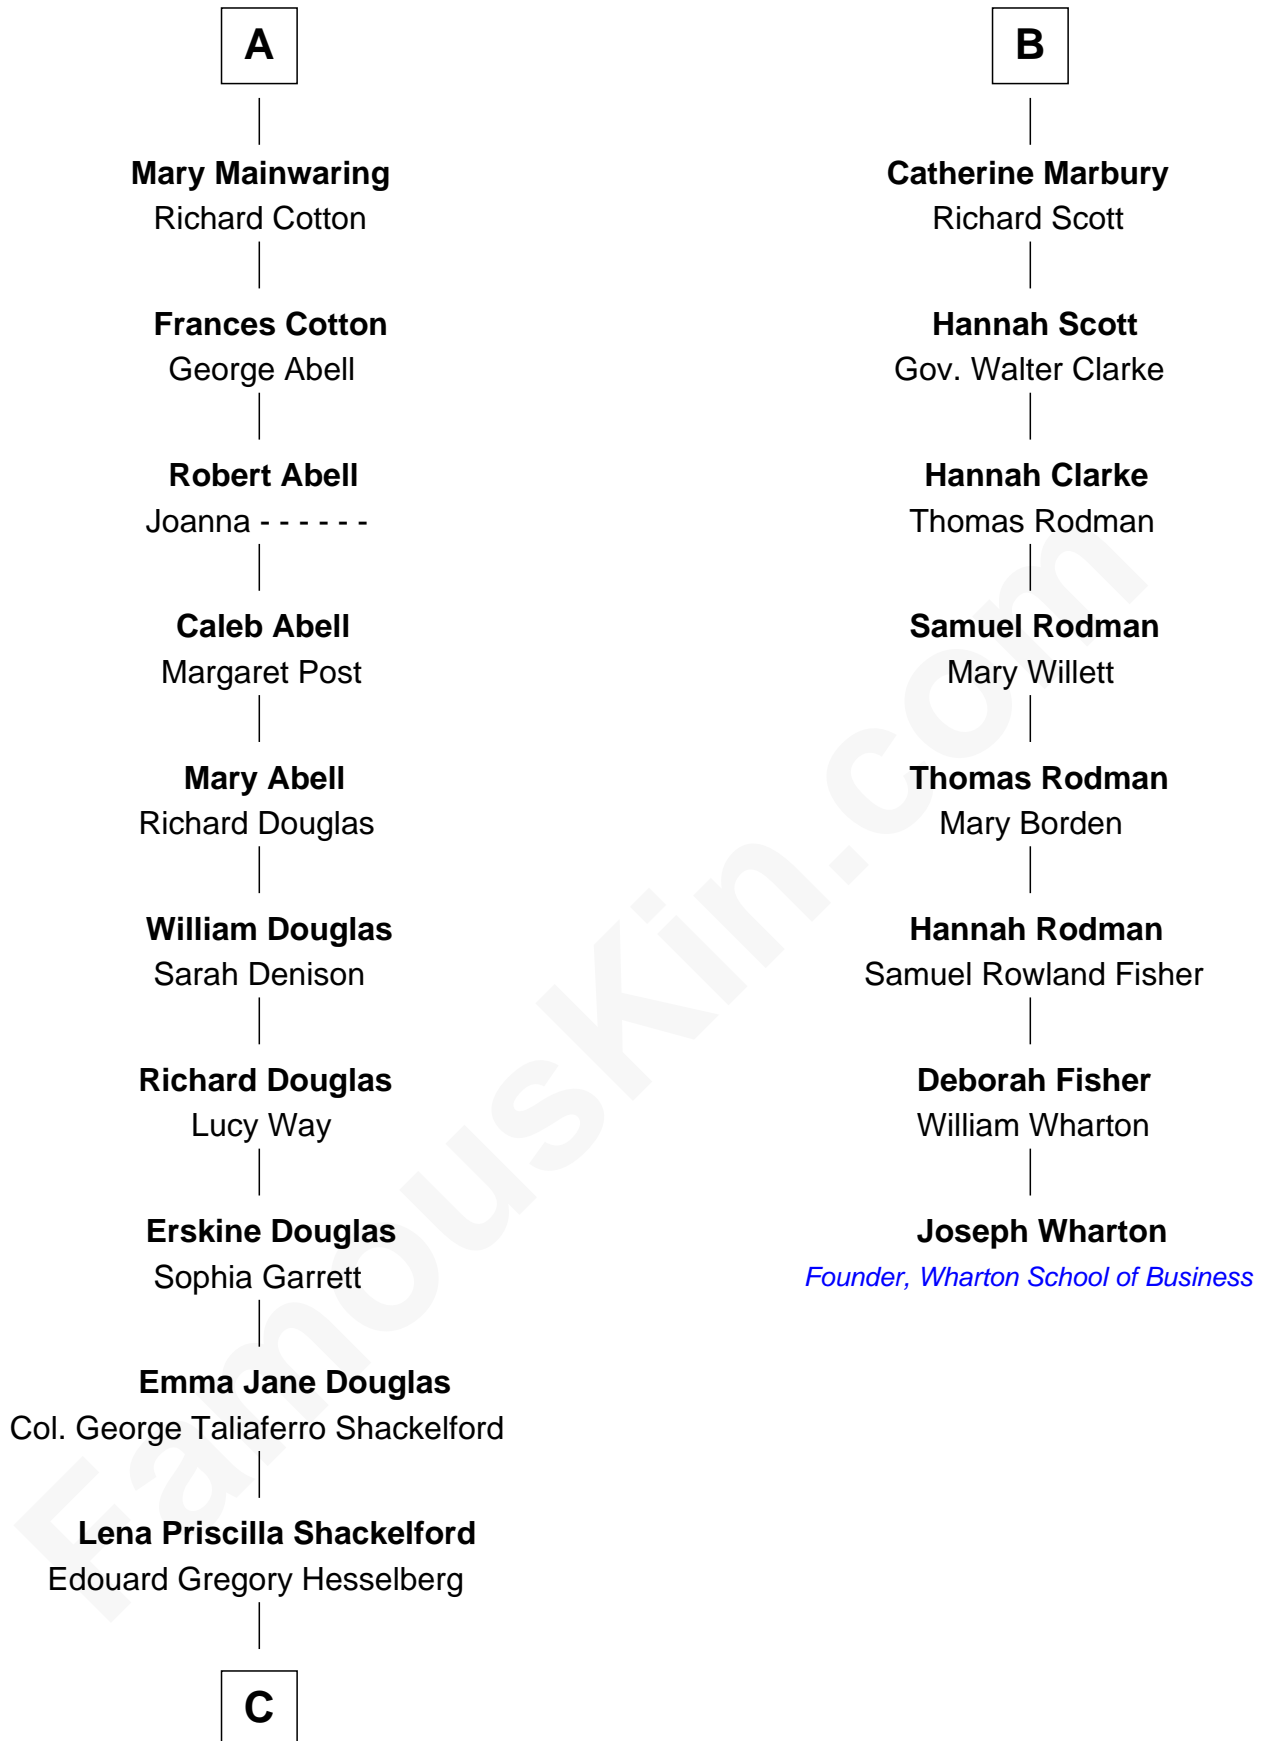 A
Mary Mainwaring
Richard Cotton
Frances Cotton
George Abell
Robert Abell
Joanna - - - - - -
Caleb Abell
Margaret Post
Mary Abell
Richard Douglas
William Douglas
Sarah Denison
Richard Douglas
Lucy Way
Erskine Douglas
Sophia Garrett
Emma Jane Douglas
Col. George Taliaferro Shackelford
Lena Priscilla Shackelford
Edouard Gregory Hesselberg
C
B
Catherine Marbury
Richard Scott
Hannah Scott
Gov. Walter Clarke
Hannah Clarke
Thomas Rodman
Samuel Rodman
Mary Willett
Thomas Rodman
Mary Borden
Hannah Rodman
Samuel Rowland Fisher
Deborah Fisher
William Wharton
Joseph Wharton
Founder, Wharton School of Business
FamousKin.com